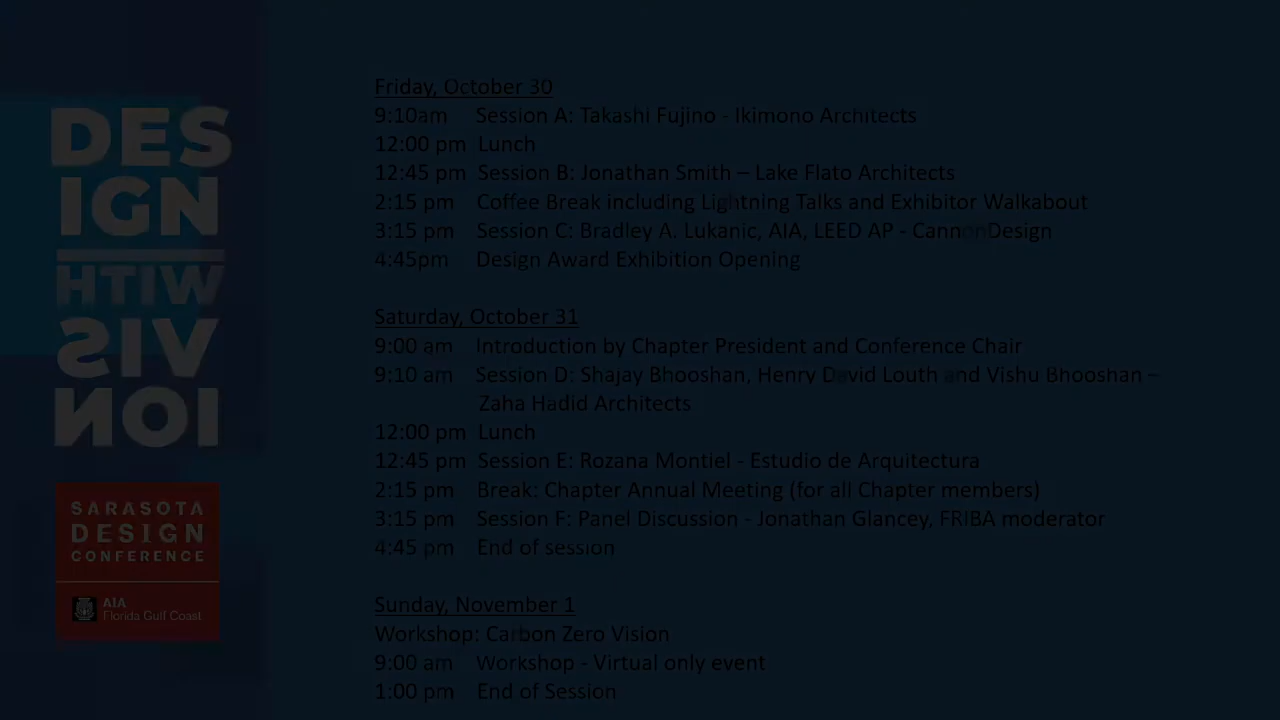 DES
IGN
WITH
VIS
ION
SARASOTA
DESIGN
CONFERENCE
AIA
Florida Gulf Coast
Friday, October 30
9:10am Session A: Takashi Fujino - Ikimono Architects
12:00 pm Lunch
12:45 pm Session B: Jonathan Smith – Lake Flato Architects
2:15 pm Coffee Break including Lightning Talks and Exhibitor Walkabout
3:15 pm Session C: Bradley A. Lukanic, AIA, LEED AP - CannonDesign
4:45pm Design Award Exhibition Opening
Saturday, October 31
9:00 am Introduction by Chapter President and Conference Chair
9:10 am Session D: Shajay Bhooshan, Henry David Louth and Vishu Bhooshan –
Zaha Hadid Architects
12:00 pm Lunch
12:45 pm Session E: Rozana Montiel - Estudio de Arquitectura
2:15 pm Break: Chapter Annual Meeting (for all Chapter members)
3:15 pm Session F: Panel Discussion - Jonathan Glancey, FRIBA moderator
4:45 pm End of session
Sunday, November 1
Workshop: Carbon Zero Vision
9:00 am Workshop - Virtual only event
1:00 pm End of Session